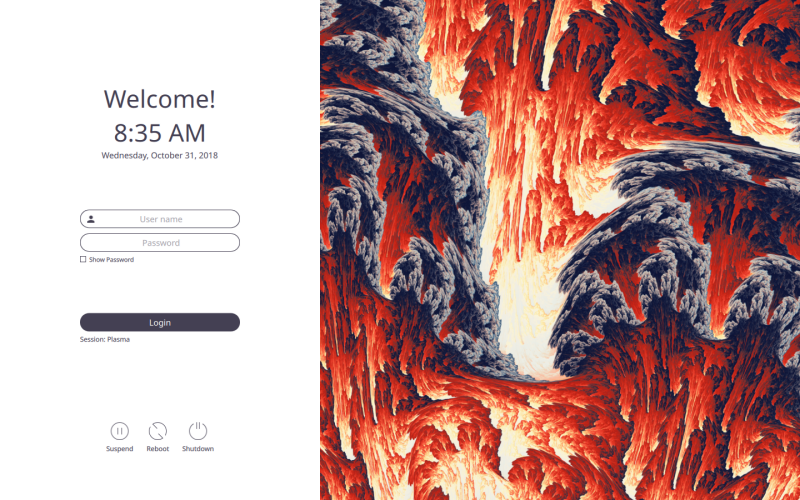 Welcome!
8:35 AM
Wednesday, October 31, 2018
User name
Password
Show Password
Login
Session: Plasma
Suspend Reboot Shutdown